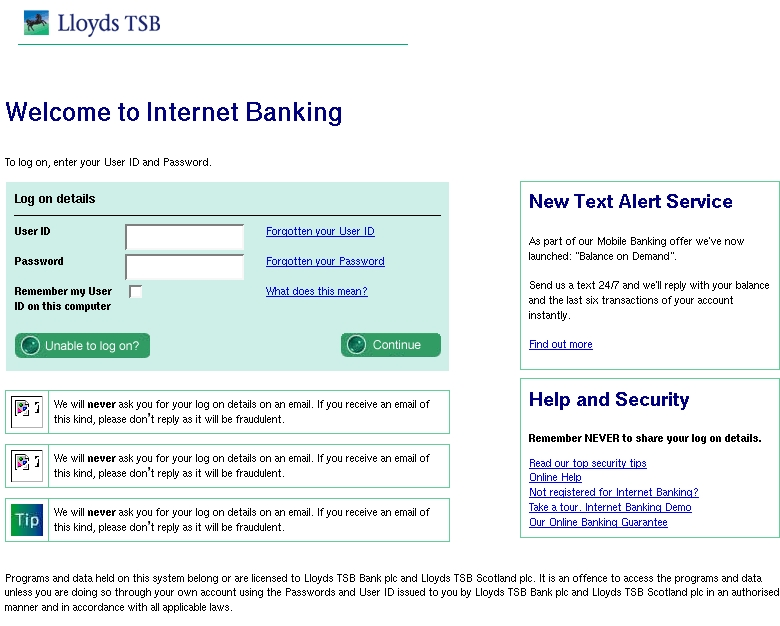 Lloyds TSB
Welcome to Internet Banking
To log on, enter your User ID and Password.
Log on details
User ID
Forgotten your User ID
Password
Forgotten your Password
Remember my User
ID on this computer
What does this mean?
Unable to log on?
Continue
We will never ask you for your log on details on an email. If you receive an email of
this kind, please don't reply as it will be fraudulent.
We will never ask you for your log on details on an email. If you receive an email of
this kind, please don't reply as it will be fraudulent.
Tip
We will never ask you for your log on details on an email. If you receive an email of
this kind, please don't reply as it will be fraudulent.
New Text Alert Service
As part of our Mobile Banking offer we've now
launched: "Balance on Demand".
Send us a text 24/7 and we'll reply with your balance
and the last six transactions of your account
instantly.
Find out more
Help and Security
Remember NEVER to share your log on details.
Read our top security tips
Online Help
Not registered for Internet Banking?
Take a tour. Internet Banking Demo
Our Online Banking Guarantee
Programs and data held on this system belong or are licensed to Lloyds TSB Bank plc and Lloyds TSB Scotland plc. It is an offence to access the programs and data
unless you are doing so through your own account using the Passwords and User ID issued to you by Lloyds TSB Bank plc and Lloyds TSB Scotland plc in an authorised
manner and in accordance with all applicable laws.